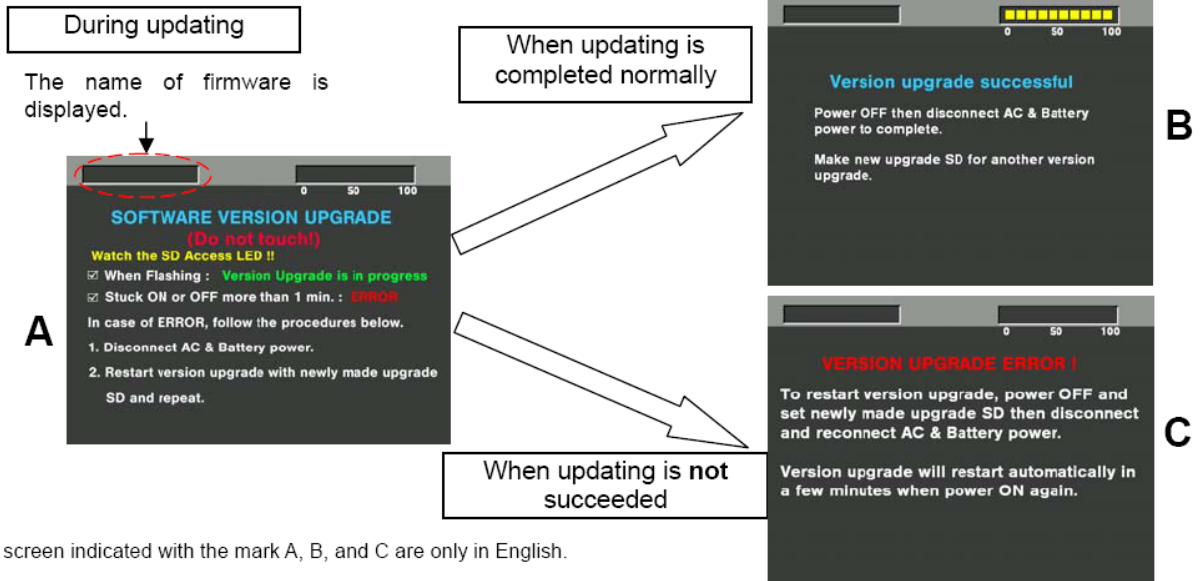 During updating
The name of firmware is
displayed.
A
0 50 100
SOFTWARE VERSION UPGRADE
(Do not touch!)
Watch the SD Access LED !!
☑ When Flashing : Version Upgrade is in progress
☑ Stuck ON or OFF more than 1 min. : ERROR
In case of ERROR, follow the procedures below.
1. Disconnect AC & Battery power.
2. Restart version upgrade with newly made upgrade
SD and repeat.
When updating is
completed normally
0 50 100
Version upgrade successful
Power OFF then disconnect AC & Battery
power to complete.
Make new upgrade SD for another version
upgrade.
B
When updating is not
succeeded
0 50 100
VERSION UPGRADE ERROR !
To restart version upgrade, power OFF and
set newly made upgrade SD then disconnect
and reconnect AC & Battery power.
Version upgrade will restart automatically in
a few minutes when power ON again.
C
screen indicated with the mark A, B, and C are only in English.